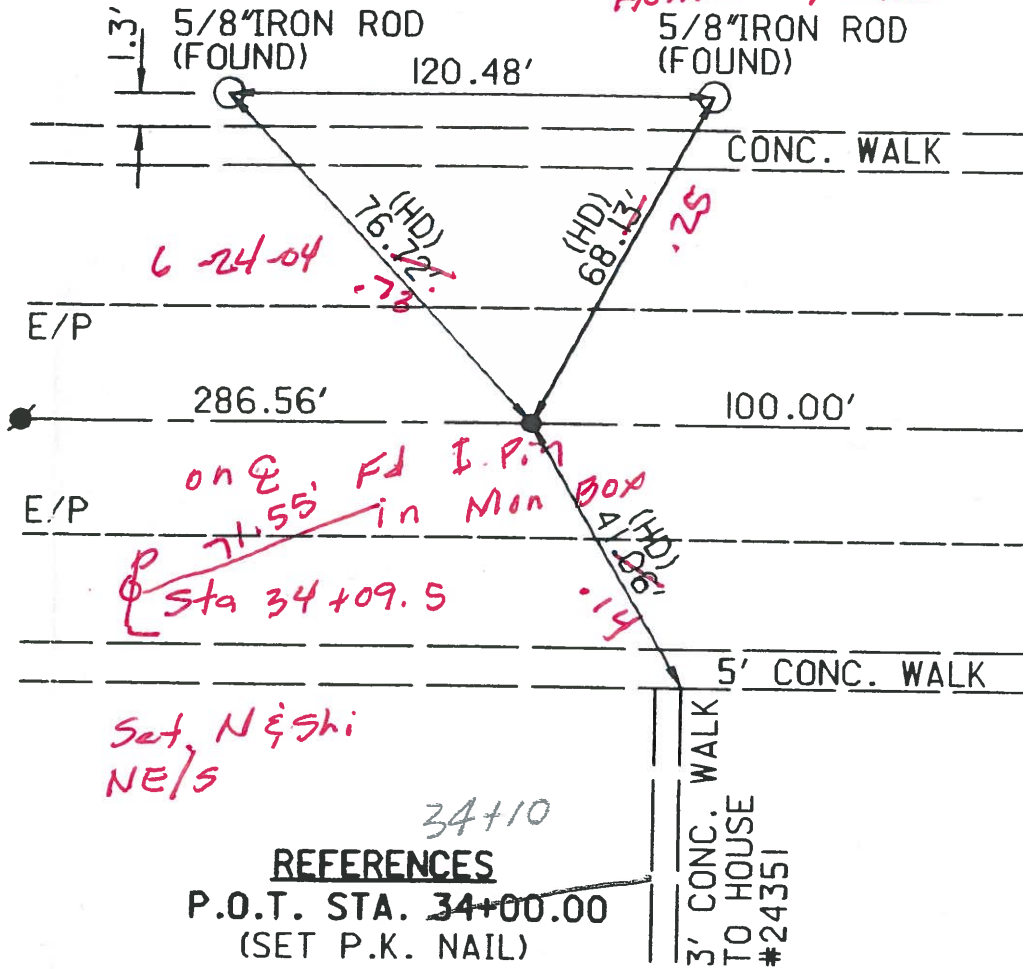 1.3'
5/8"IRON ROD
(FOUND)
5/8"IRON ROD
(FOUND)
120.48'
CONC. WALK
(HD)
76.72'
.73
(HD)
68.13'
.25
6-24-04
E/P
286.56'
100.00'
on ℄ Fd I. Pin
in Mon Box
71.55
E/P
(HD)
41.06'
.14
P
Sta 34+09.5
5' CONC. WALK
Set N & Shi
NE/S
34+10
REFERENCES
P.O.T. STA. 34+00.00
(SET P.K. NAIL)
3' CONC. WALK
TO HOUSE
#24351